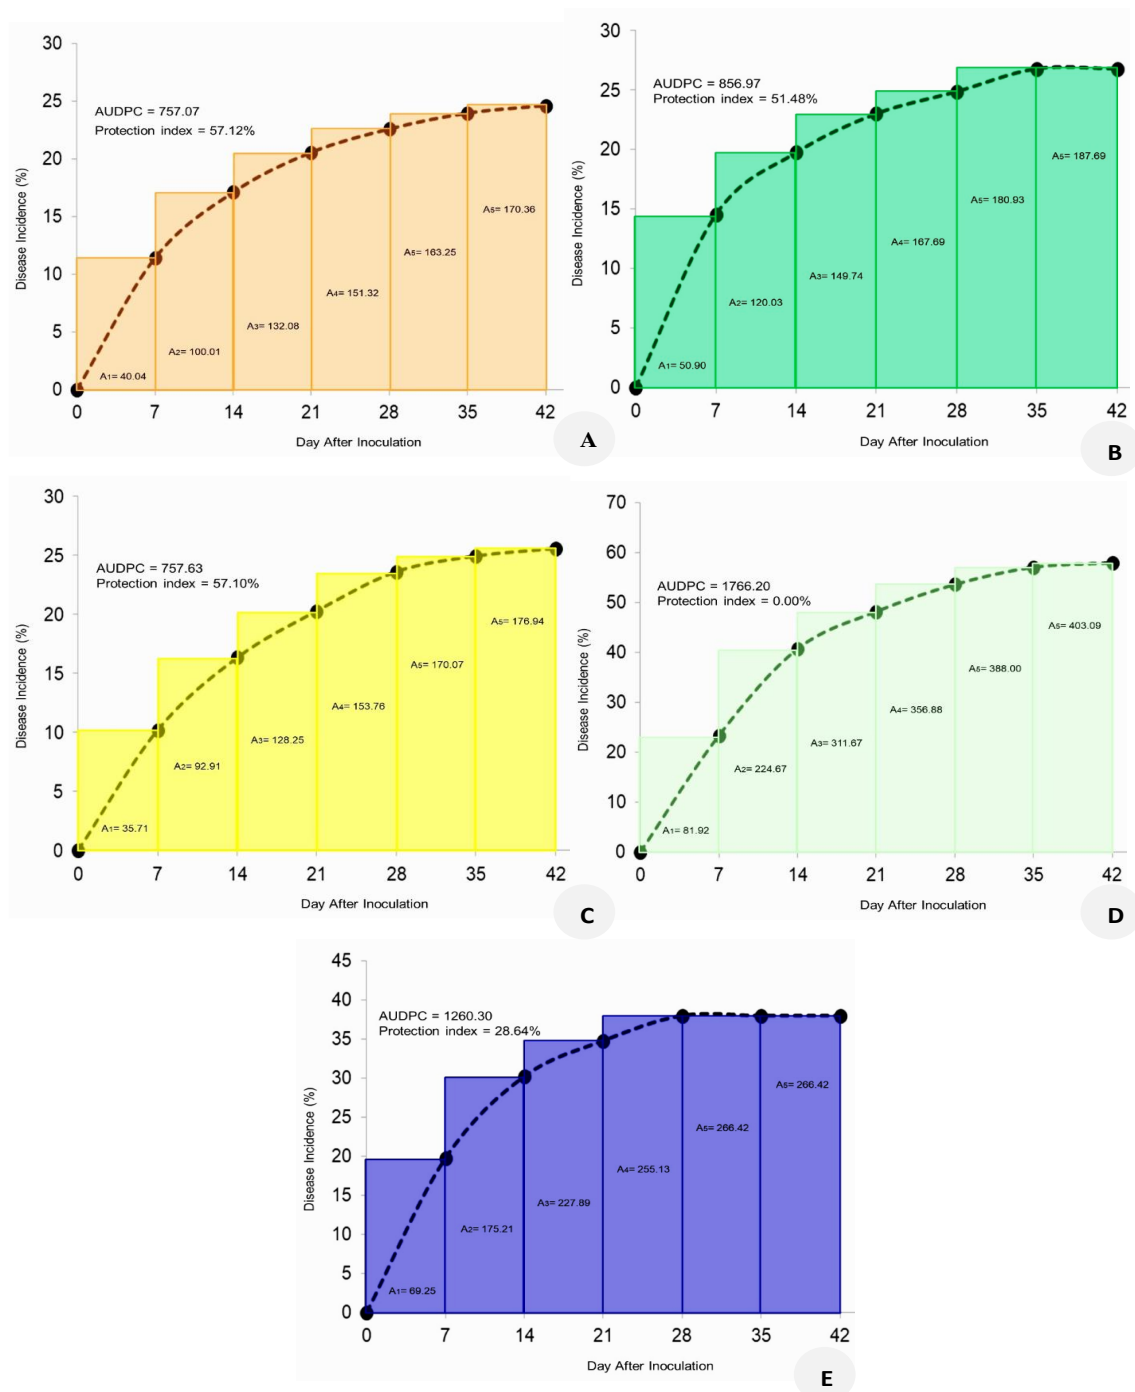 30
25
20
15
10
5
0
Disease Incidence (%)
AUDPC = 757.07
Protection index = 57.12%
A1= 40.04
A2= 100.01
A3= 132.08
A4= 151.32
A5= 163.25
A5= 170.36
0 7 14 21 28 35 42
Day After Inoculation
A
30
25
20
15
10
5
0
Disease Incidence (%)
AUDPC = 856.97
Protection index = 51.48%
A1= 50.90
A2= 120.03
A3= 149.74
A4= 167.69
A5= 180.93
A5= 187.69
0 7 14 21 28 35 42
Day After Inoculation
B
30
25
20
15
10
5
0
Disease Incidence (%)
AUDPC = 757.63
Protection index = 57.10%
A1= 35.71
A2= 92.91
A3= 128.25
A4= 153.76
A5= 170.07
A5= 176.94
0 7 14 21 28 35 42
Day After Inoculation
C
70
60
50
40
30
20
10
0
Disease Incidence (%)
AUDPC = 1766.20
Protection index = 0.00%
A1= 81.92
A2= 224.67
A3= 311.67
A4= 356.88
A5= 388.00
A5= 403.09
0 7 14 21 28 35 42
Day After Inoculation
D
45
40
35
30
25
20
15
10
5
0
Disease Incidence (%)
AUDPC = 1260.30
Protection index = 28.64%
A1= 69.25
A2= 175.21
A3= 227.89
A4= 255.13
A5= 266.42
A5= 266.42
0 7 14 21 28 35 42
Day After Inoculation
E